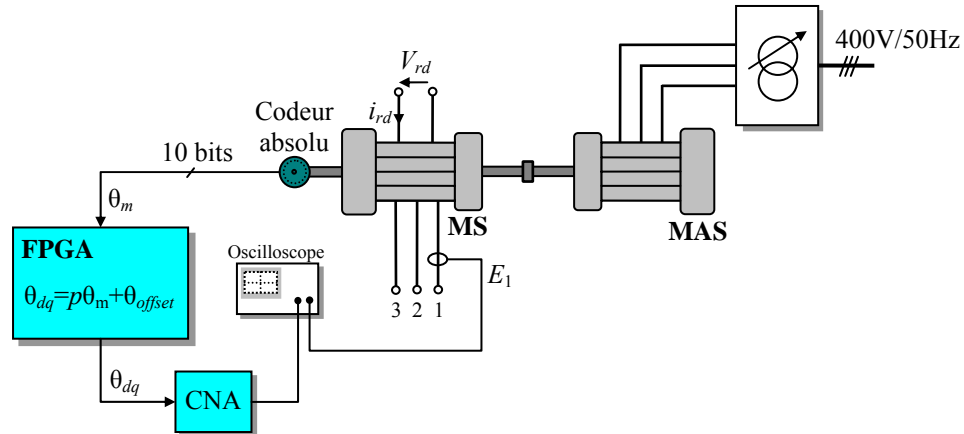 400V/50Hz
V_rd
i_rd
Codeur
absolu
10 bits
θ_m
MS
MAS
FPGA
θ_dq=pθ_m+θ_offset
Oscilloscope
E_1
3 2 1
θ_dq
CNA